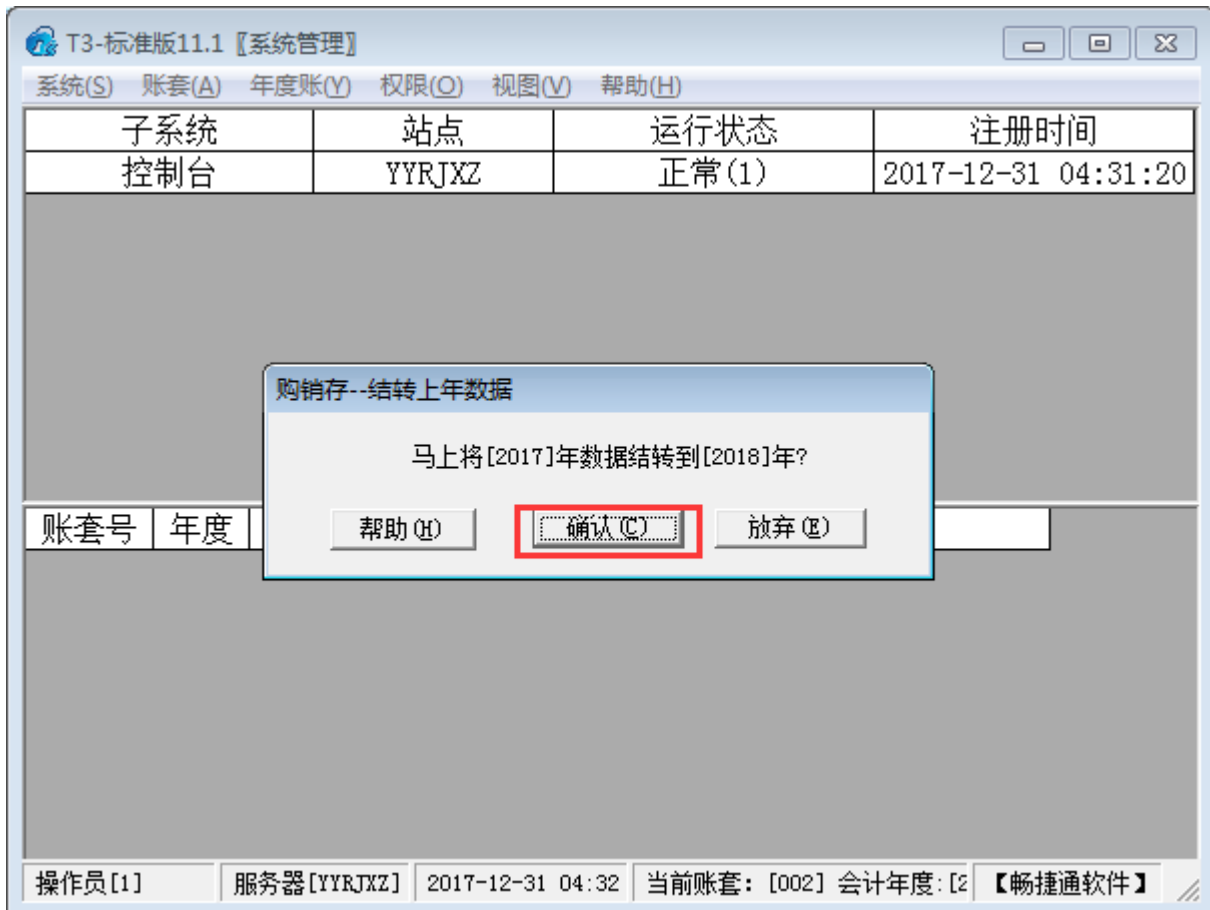 T3-标准版11.1〖系统管理〗
系统(S) 账套(A) 年度账(Y) 权限(O) 视图(V) 帮助(H)
子系统 站点 运行状态 注册时间
控制台 YYRJXZ 正常(1) 2017-12-31 04:31:20
购销存--结转上年数据
马上将[2017]年数据结转到[2018]年?
账套号 年度
帮助(H) 确认(C) 放弃(E)
操作员[1] 服务器[YYRJXZ] 2017-12-31 04:32 当前账套: [002] 会计年度:[2 【畅捷通软件】